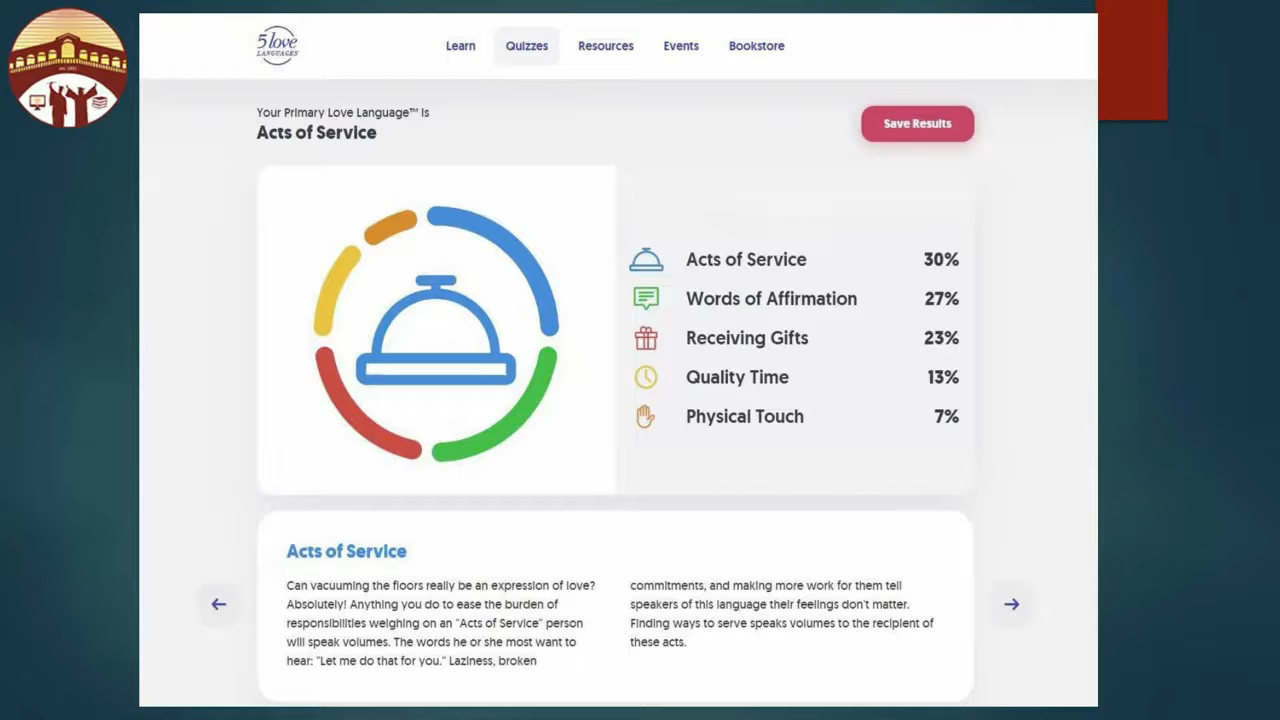 5 love
LANGUAGES
Learn
Quizzes
Resources
Events
Bookstore
Your Primary Love Language™ Is
Acts of Service
Save Results
Acts of Service 30%
Words of Affirmation 27%
Receiving Gifts 23%
Quality Time 13%
Physical Touch 7%
Acts of Service
Can vacuuming the floors really be an expression of love?
Absolutely! Anything you do to ease the burden of
responsibilities weighing on an "Acts of Service" person
will speak volumes. The words he or she most want to
hear: "Let me do that for you." Laziness, broken
commitments, and making more work for them tell
speakers of this language their feelings don't matter.
Finding ways to serve speaks volumes to the recipient of
these acts.